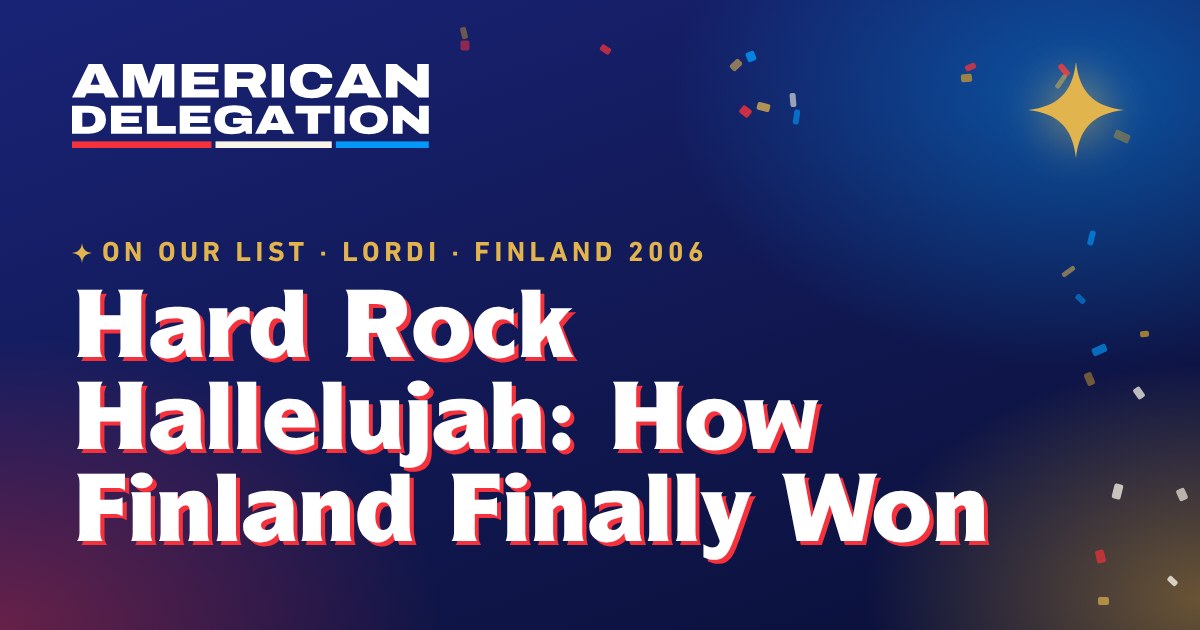 AMERICAN
DELEGATION
✦ ON OUR LIST · LORDI · FINLAND 2006
Hard Rock
Hallelujah: How
Finland Finally Won